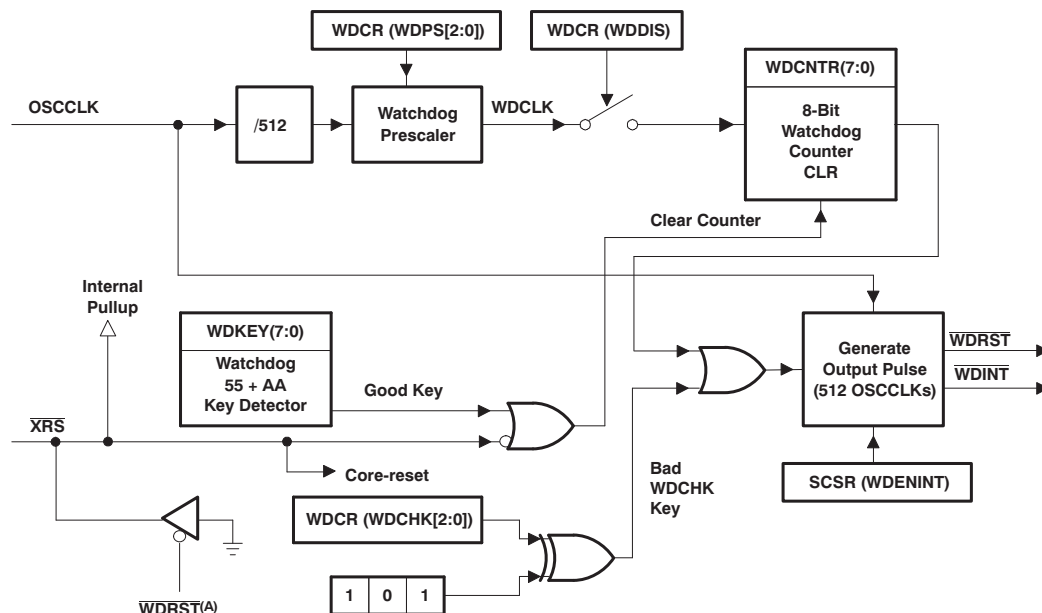 WDCR (WDPS[2:0])
WDCR (WDDIS)
WDCNTR(7:0)
OSCCLK
/512
Watchdog
Prescaler
WDCLK
8-Bit
Watchdog
Counter
CLR
Clear Counter
Internal
Pullup
WDKEY(7:0)
Watchdog
55 + AA
Key Detector
Good Key
Generate
Output Pulse
(512 OSCCLKs)
WDRST
WDINT
XRS
Core-reset
Bad
WDCHK
Key
SCSR (WDENINT)
WDCR (WDCHK[2:0])
1 0 1
WDRST(A)